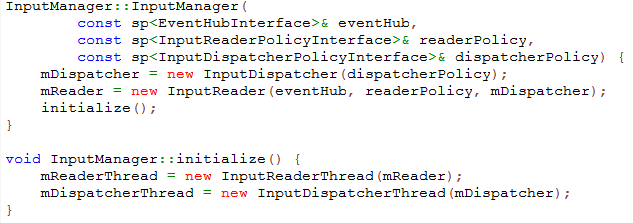 InputManager::InputManager(
        const sp<EventHubInterface>& eventHub,
        const sp<InputReaderPolicyInterface>& readerPolicy,
        const sp<InputDispatcherPolicyInterface>& dispatcherPolicy) {
    mDispatcher = new InputDispatcher(dispatcherPolicy);
    mReader = new InputReader(eventHub, readerPolicy, mDispatcher);
    initialize();
}

void InputManager::initialize() {
    mReaderThread = new InputReaderThread(mReader);
    mDispatcherThread = new InputDispatcherThread(mDispatcher);
}